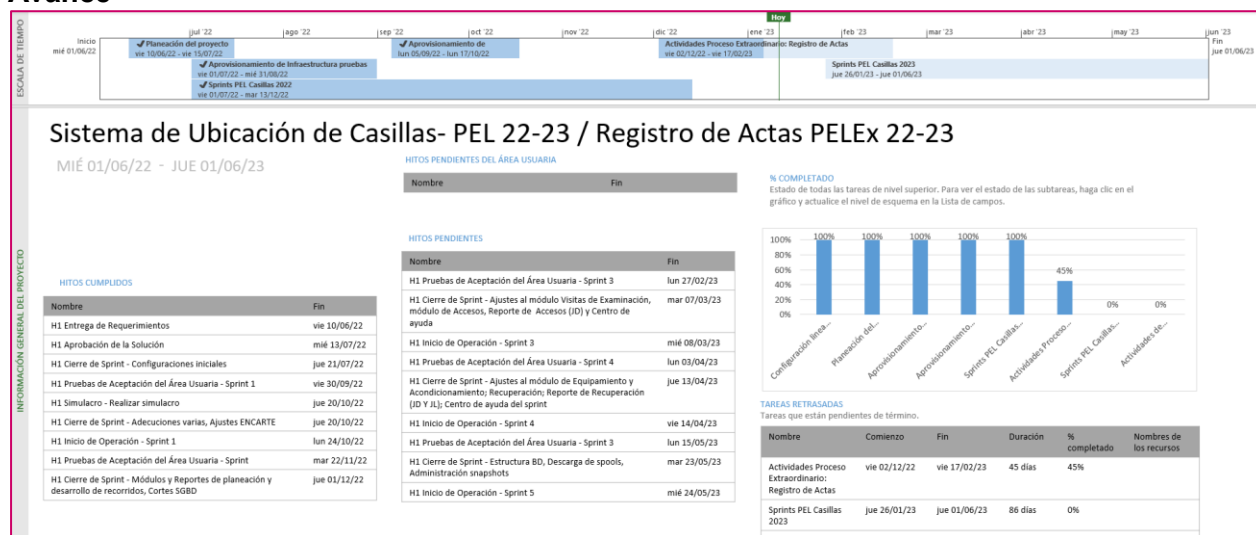 Avance
ESCALA DE TIEMPO
Hoy
jul '22
ago '22
sep '22
oct '22
nov '22
dic '22
ene '23
feb '23
mar '23
abr '23
may '23
jun '23
Inicio
mié 01/06/22
Planeación del proyecto
vie 10/06/22 - vie 15/07/22
Aprovisionamiento de
lun 05/09/22 - lun 17/10/22
Actividades Proceso Extraordinario: Registro de Actas
vie 02/12/22 - vie 17/02/23
Fin
jue 01/06/23
Aprovisionamiento de Infraestructura pruebas
vie 01/07/22 - mié 31/08/22
Sprints PEL Casillas 2023
jue 26/01/23 - jue 01/06/23
Sprints PEL Casillas 2022
vie 01/07/22 - mar 13/12/22
INFORMACIÓN GENERAL DEL PROYECTO
Sistema de Ubicación de Casillas- PEL 22-23 / Registro de Actas PELEx 22-23
MIÉ 01/06/22 - JUE 01/06/23
HITOS CUMPLIDOS
Nombre Fin
H1 Entrega de Requerimientos vie 10/06/22
H1 Aprobación de la Solución mié 13/07/22
H1 Cierre de Sprint - Configuraciones iniciales jue 21/07/22
H1 Pruebas de Aceptación del Área Usuaria - Sprint 1 vie 30/09/22
H1 Simulacro - Realizar simulacro jue 20/10/22
H1 Cierre de Sprint - Adecuciones varias, Ajustes ENCARTE jue 20/10/22
H1 Inicio de Operación - Sprint 1 lun 24/10/22
H1 Pruebas de Aceptación del Área Usuaria - Sprint mar 22/11/22
H1 Cierre de Sprint - Módulos y Reportes de planeación y jue 01/12/22
desarrollo de recorridos, Cortes SGBD
HITOS PENDIENTES DEL ÁREA USUARIA
Nombre Fin
HITOS PENDIENTES
Nombre Fin
H1 Pruebas de Aceptación del Área Usuaria - Sprint 3 lun 27/02/23
H1 Cierre de Sprint - Ajustes al módulo Visitas de Examinación, mar 07/03/23
módulo de Accesos, Reporte de Accesos (JD) y Centro de
ayuda
H1 Inicio de Operación - Sprint 3 mié 08/03/23
H1 Pruebas de Aceptación del Área Usuaria - Sprint 4 lun 03/04/23
H1 Cierre de Sprint - Ajustes al módulo de Equipamiento y jue 13/04/23
Acondicionamiento; Recuperación; Reporte de Recuperación
(JD Y JL); Centro de ayuda del sprint
H1 Inicio de Operación - Sprint 4 vie 14/04/23
H1 Pruebas de Aceptación del Área Usuaria - Sprint 3 lun 15/05/23
H1 Cierre de Sprint - Estructura BD, Descarga de spools, mar 23/05/23
Administración snapshots
H1 Inicio de Operación - Sprint 5 mié 24/05/23
% COMPLETADO
Estado de todas las tareas de nivel superior. Para ver el estado de las subtareas, haga clic en el
gráfico y actualice el nivel de esquema en la Lista de campos.
100%
80%
60%
40%
20%
0%
100% 100% 100% 100% 100% 45% 0% 0%
Configuración linea...
Planeación del...
Aprovisionamiento...
Aprovisionamiento...
Sprints PEL Casillas...
Actividades Proceso...
Sprints PEL Casillas...
Actividades de...
TAREAS RETRASADAS
Tareas que están pendientes de término.
Nombre Comienzo Fin Duración % Nombres de
completado los recursos
Actividades Proceso vie 02/12/22 vie 17/02/23 45 días 45%
Extraordinario:
Registro de Actas
Sprints PEL Casillas jue 26/01/23 jue 01/06/23 86 días 0%
2023